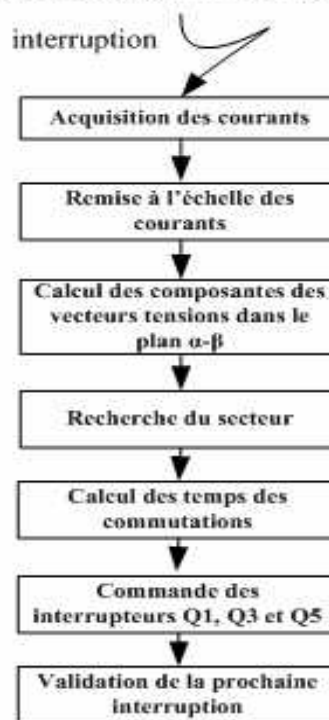 interruption
Acquisition des courants
Remise à l'échelle des
courants
Calcul des composantes des
vecteurs tensions dans le
plan α-β
Recherche du secteur
Calcul des temps des
commutations
Commande des
interrupteurs Q1, Q3 et Q5
Validation de la prochaine
interruption